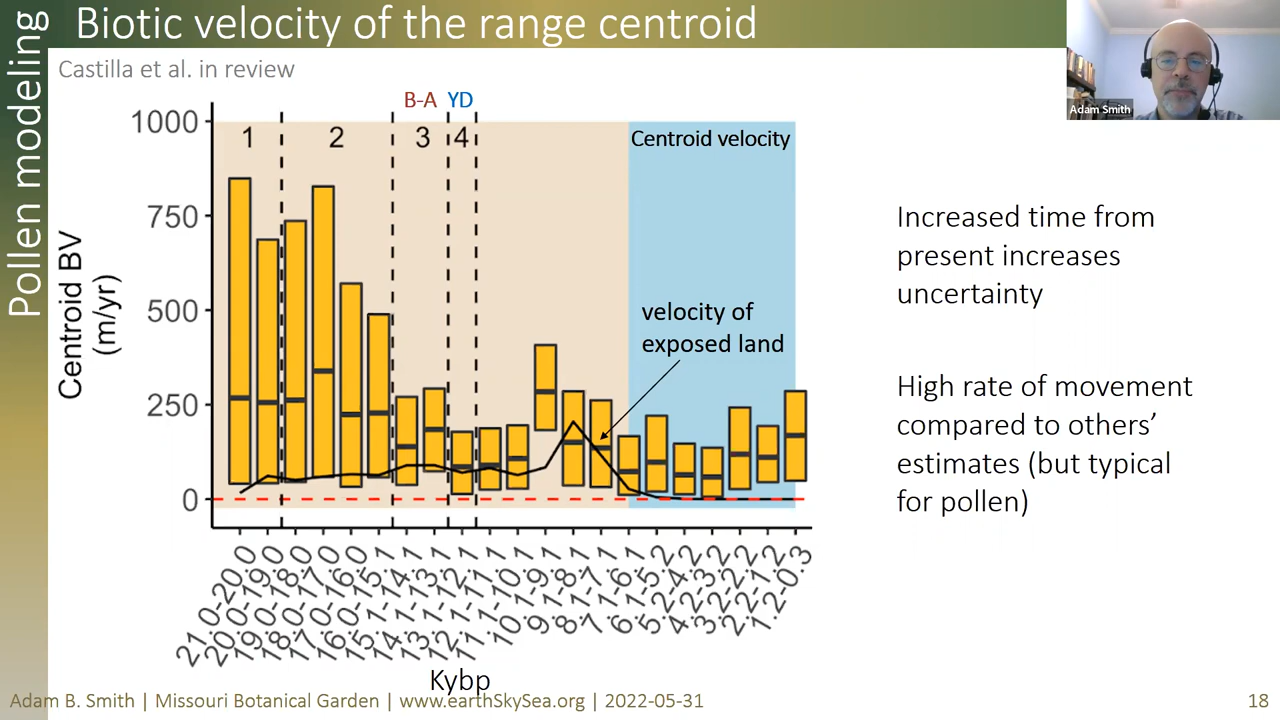 Pollen modeling
Biotic velocity of the range centroid
Castilla et al. in review
Adam Smith
B-A YD
1 2 3 4
Centroid velocity
Centroid BV
(m/yr)
1000
750
500
250
0
velocity of
exposed land
21.0-20.0
20.0-19.0
19.0-18.0
18.0-17.0
17.0-16.0
16.0-15.1
15.1-14.1
14.1-13.1
13.1-12.1
12.1-11.1
11.1-10.1
10.1-9.1
9.1-8.1
8.1-7.1
7.1-6.1
6.1-5.2
5.2-4.2
4.2-3.2
3.2-2.2
2.2-1.2
1.2-0.3
Kybp
Increased time from
present increases
uncertainty
High rate of movement
compared to others’
estimates (but typical
for pollen)
Adam B. Smith | Missouri Botanical Garden | www.earthSkySea.org | 2022-05-31
18